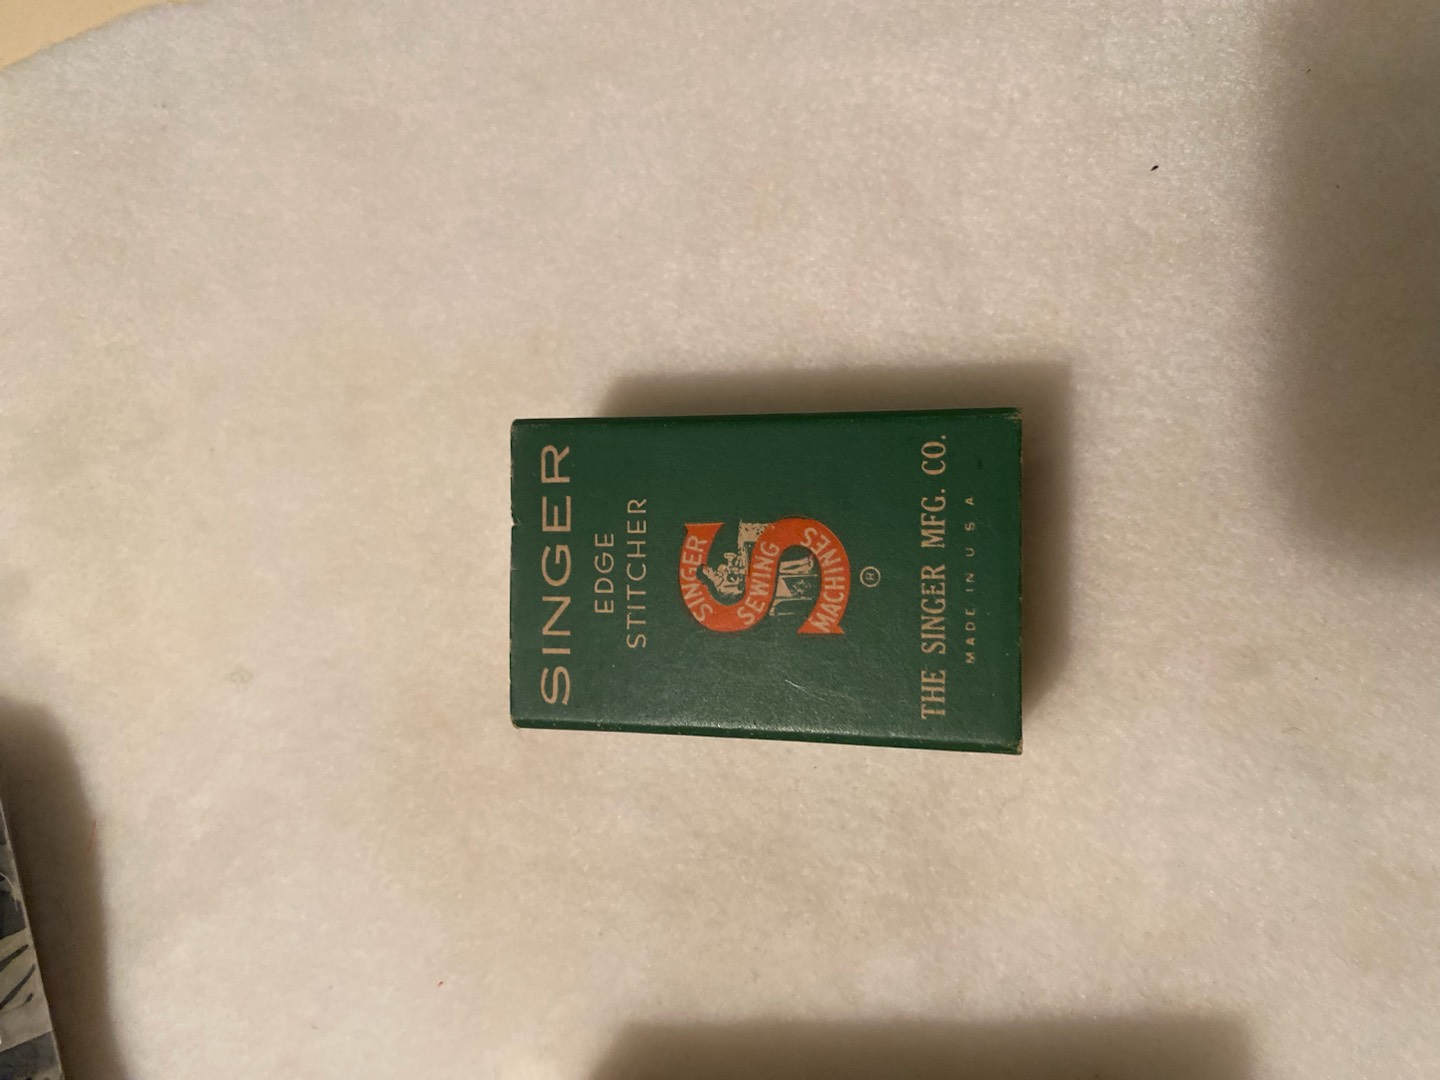 SINGER
EDGE
STITCHER
SINGER
SEWING
MACHINES
®
THE SINGER MFG. CO.
MADE IN U S A